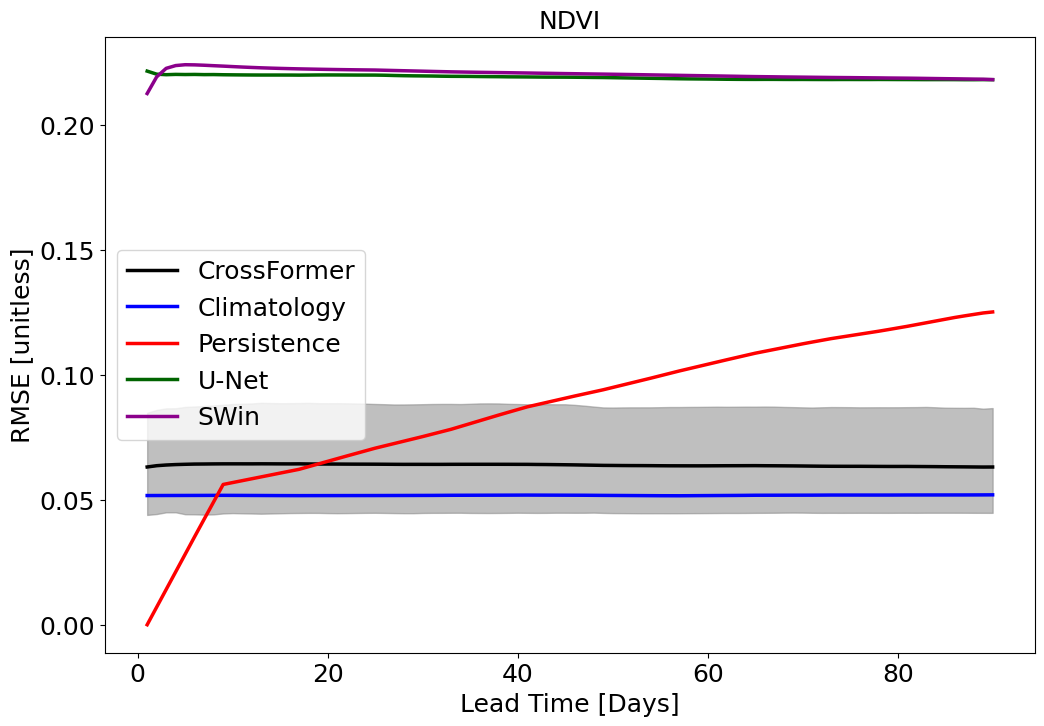 NDVI
RMSE [unitless]
0.20
0.15
0.10
0.05
0.00
CrossFormer
Climatology
Persistence
U-Net
SWin
0 20 40 60 80
Lead Time [Days]